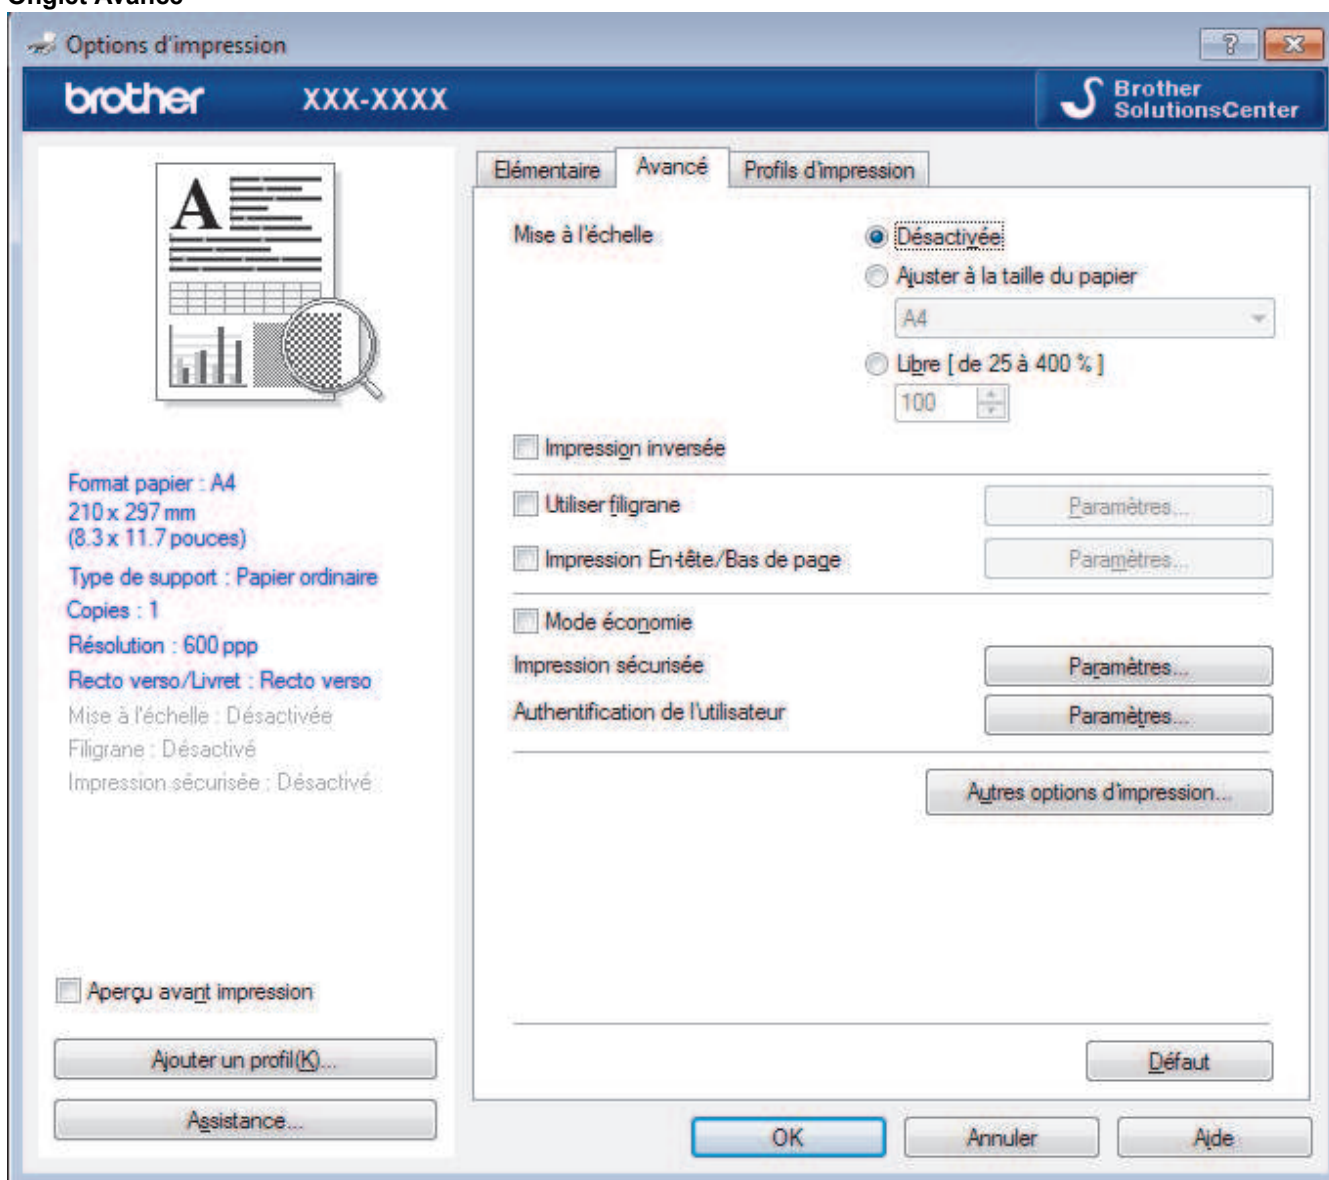 Onglet Avancé
Options d'impression
brother XXX-XXXX
Brother
SolutionsCenter
A
Elémentaire Avancé Profils d'impression
Mise à l'échelle
Désactivée
Ajuster à la taille du papier
A4
Libre [ de 25 à 400 % ]
100
Impression inversée
Utiliser filigrane Paramètres...
Impression En-tête/Bas de page Paramètres...
Mode économie
Impression sécurisée Paramètres...
Authentification de l'utilisateur Paramètres...
Autres options d'impression...
Format papier : A4
210 x 297 mm
(8.3 x 11.7 pouces)
Type de support : Papier ordinaire
Copies : 1
Résolution : 600 ppp
Recto verso/Livret : Recto verso
Mise à l'échelle : Désactivée
Filigrane : Désactivé
Impression sécurisée : Désactivé
Aperçu avant impression
Ajouter un profil(K)...
Assistance...
Défaut
OK Annuler Aide